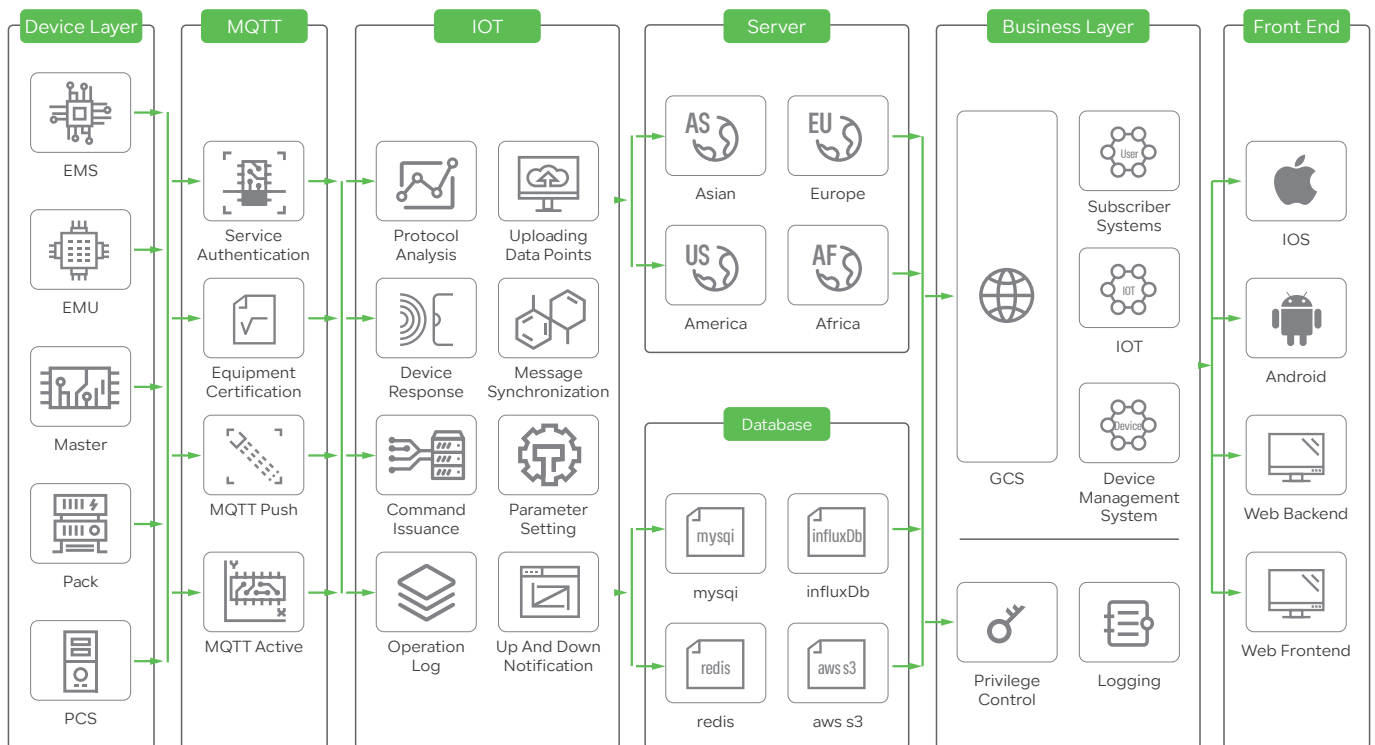 Device Layer
EMS
EMU
Master
Pack
PCS
MQTT
Service
Authentication
Equipment
Certification
MQTT Push
Y
X
MQTT Active
IOT
Protocol
Analysis
Uploading
Data Points
Device
Response
Message
Synchronization
Command
Issuance
Parameter
Setting
Operation
Log
Up And Down
Notification
Server
AS
Asian
EU
Europe
US
America
AF
Africa
Database
mysqi
mysqi
influxDb
influxDb
redis
redis
aws s3
aws s3
Business Layer
GCS
User
Subscriber
Systems
IOT
IOT
Device
Device
Management
System
Privilege
Control
Logging
Front End
IOS
Android
Web Backend
Web Frontend